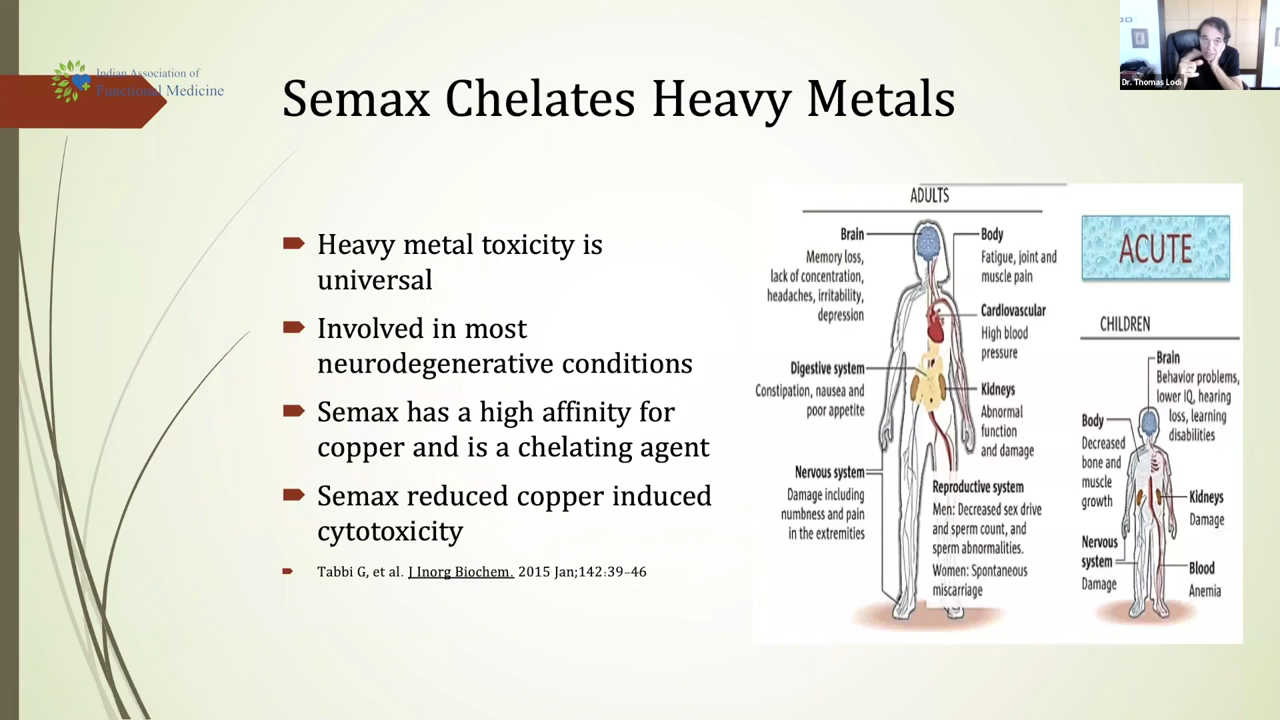 Indian Association of
Functional Medicine
Semax Chelates Heavy Metals
Dr. Thomas Lodi
Heavy metal toxicity is
universal
Involved in most
neurodegenerative conditions
Semax has a high affinity for
copper and is a chelating agent
Semax reduced copper induced
cytotoxicity
Tabbi G, et al. J Inorg Biochem. 2015 Jan;142:39–46
ADULTS
Brain
Memory loss,
lack of concentration,
headaches, irritability,
depression
Body
Fatigue, joint and
muscle pain
Cardiovascular
High blood
pressure
Digestive system
Constipation, nausea and
poor appetite
Kidneys
Abnormal
function
and damage
Nervous system
Damage including
numbness and pain
in the extremities
Reproductive system
Men: Decreased sex drive
and sperm count, and
sperm abnormalities.
Women: Spontaneous
miscarriage
ACUTE
CHILDREN
Brain
Behavior problems,
lower IQ, hearing
loss, learning
disabilities
Body
Decreased
bone and
muscle
growth
Kidneys
Damage
Nervous
system
Damage
Blood
Anemia